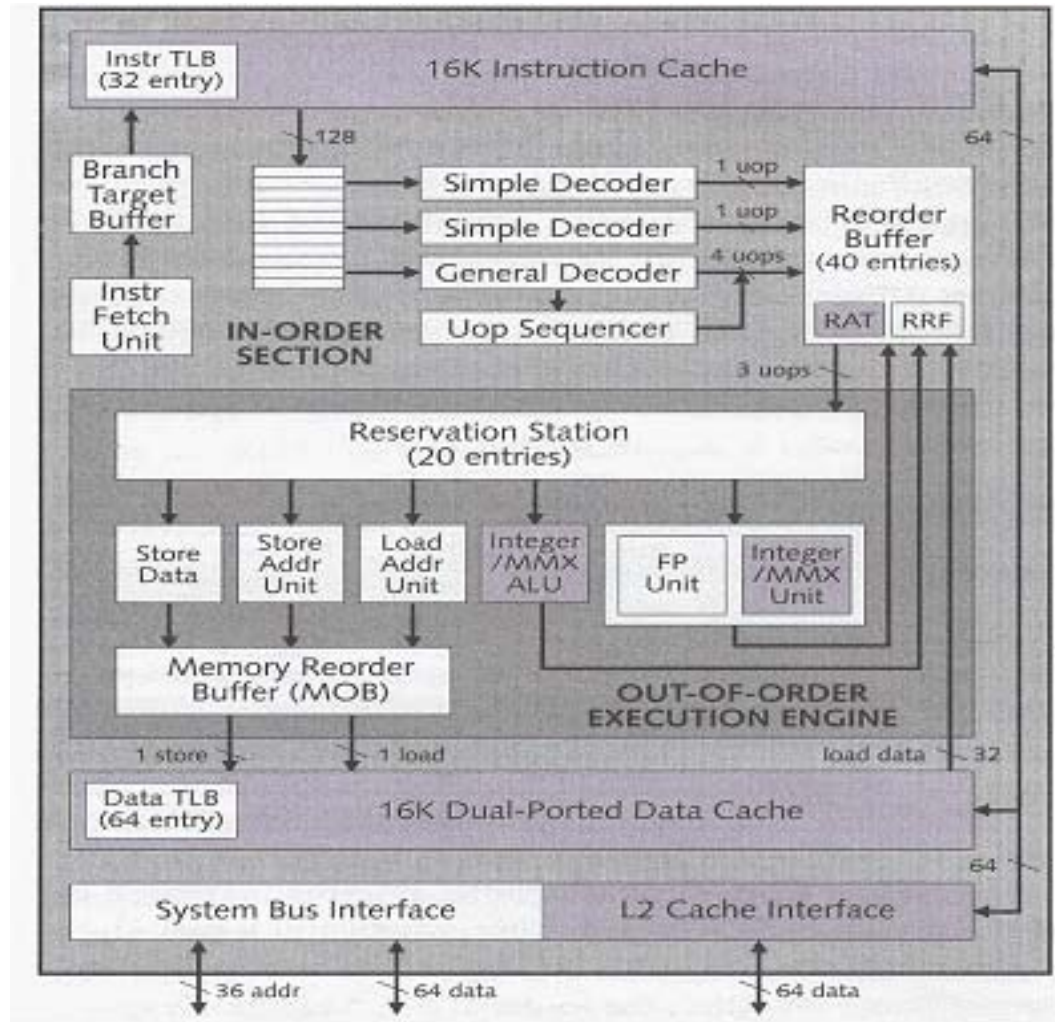 Instr TLB
(32 entry)
16K Instruction Cache
128
64
Branch
Target
Buffer
Instr
Fetch
Unit
Simple Decoder
Simple Decoder
General Decoder
Uop Sequencer
1 uop
1 uop
4 uops
Reorder
Buffer
(40 entries)
RAT
RRF
IN-ORDER
SECTION
3 uops
Reservation Station
(20 entries)
Store
Data
Store
Addr
Unit
Load
Addr
Unit
Integer
/MMX
ALU
FP
Unit
Integer
/MMX
Unit
Memory Reorder
Buffer (MOB)
OUT-OF-ORDER
EXECUTION ENGINE
1 store
1 load
load data
32
Data TLB
(64 entry)
16K Dual-Ported Data Cache
64
System Bus Interface
L2 Cache Interface
36 addr
64 data
64 data